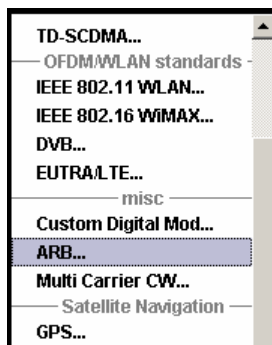 TD-SCDMA...
OFDM/WLAN standards
IEEE 802.11 WLAN...
IEEE 802.16 WiMAX...
DVB...
EUTRA/LTE...
misc
Custom Digital Mod...
ARB...
Multi Carrier CW...
Satellite Navigation
GPS...